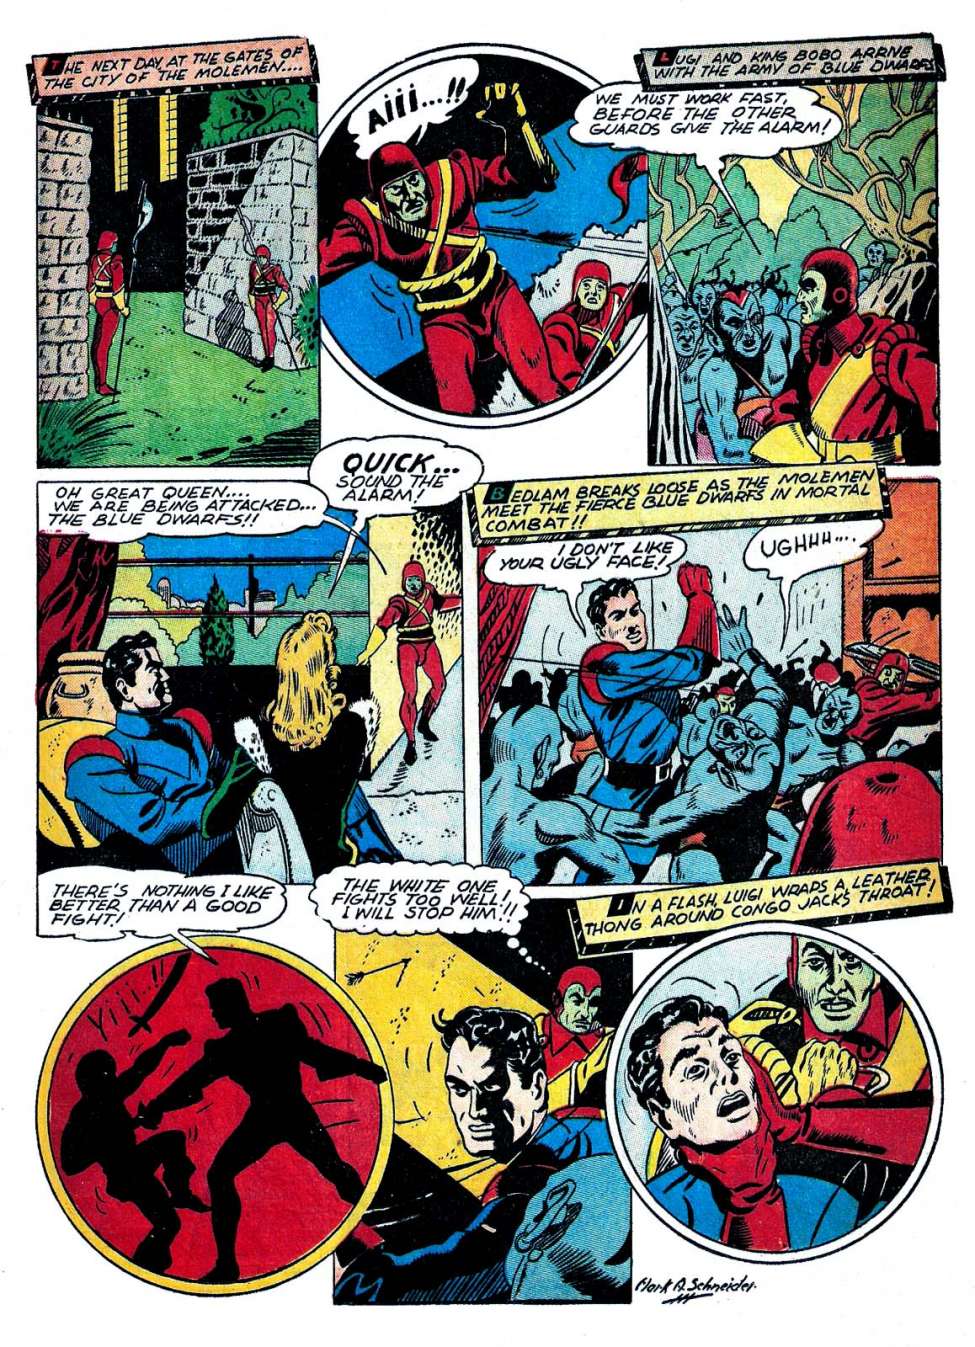 THE NEXT DAY, AT THE GATES OF
THE CITY OF THE MOLEMEN....
AIII...!!
LUGI AND KING BOBO ARRNE
WITH THE ARMY OF BLUE DWARFS
WE MUST WORK FAST,
BEFORE THE OTHER
GUARDS GIVE THE ALARM!
OH GREAT QUEEN....
WE ARE BEING ATTACKED...
THE BLUE DWARFS!!
QUICK...
SOUND THE
ALARM!
BEDLAM BREAKS LOOSE AS THE MOLEMEN
MEET THE FIERCE BLUE DWARFS IN MORTAL
COMBAT!!
I DON'T LIKE
YOUR UGLY FACE!
UGHHH....
THERE'S NOTHING I LIKE
BETTER THAN A GOOD
FIGHT!
YIII..!!
THE WHITE ONE
FIGHTS TOO WELL!
I WILL STOP HIM!!
IN A FLASH, LUIGI WRAPS A LEATHER
THONG AROUND CONGO JACKS THROAT!
Mark A. Schneider.